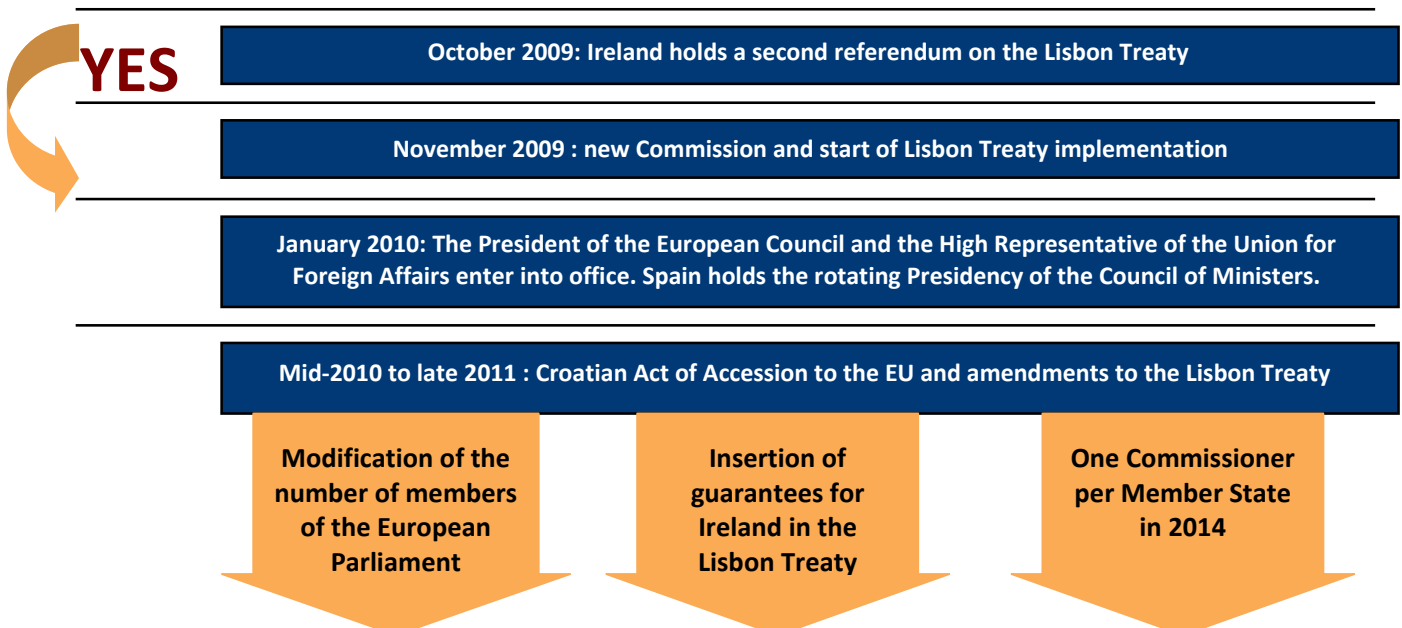 YES
October 2009: Ireland holds a second referendum on the Lisbon Treaty
November 2009 : new Commission and start of Lisbon Treaty implementation
January 2010: The President of the European Council and the High Representative of the Union for
Foreign Affairs enter into office. Spain holds the rotating Presidency of the Council of Ministers.
Mid-2010 to late 2011 : Croatian Act of Accession to the EU and amendments to the Lisbon Treaty
Modification of the
number of members
of the European
Parliament
Insertion of
guarantees for
Ireland in the
Lisbon Treaty
One Commissioner
per Member State
in 2014